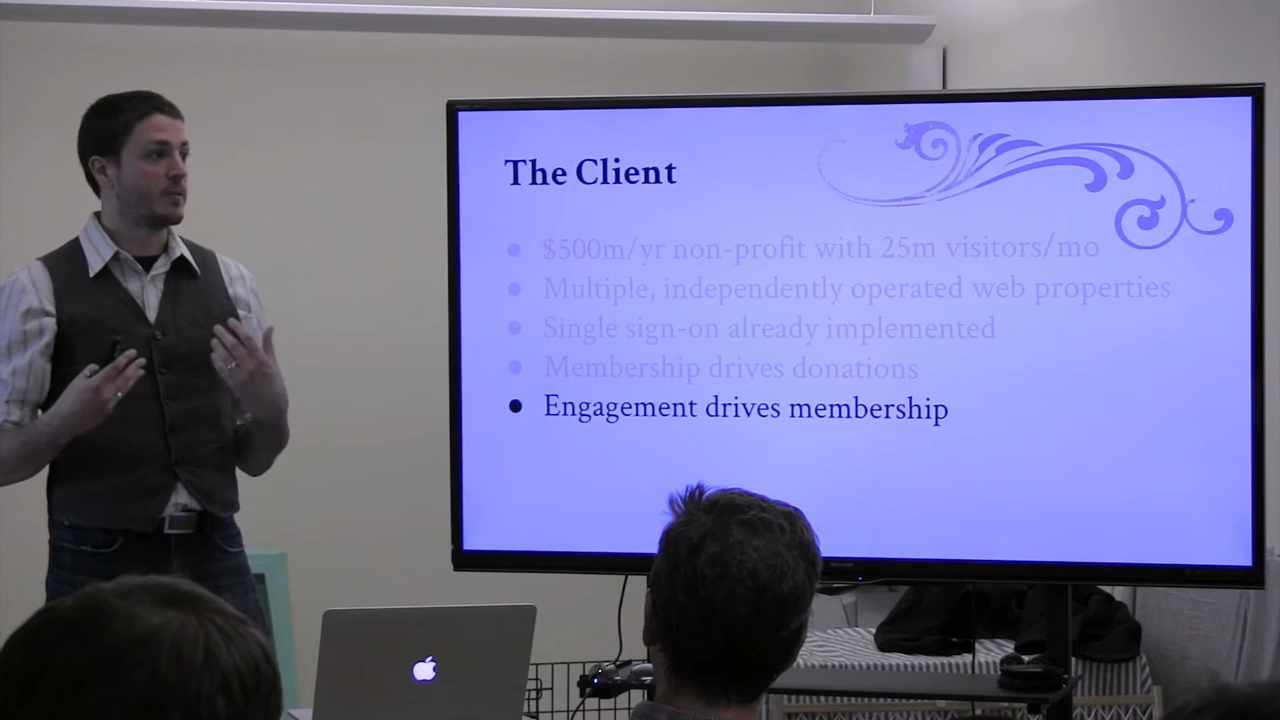 The Client
• $500m/yr non-profit with 25m visitors/mo
• Multiple, independently operated web properties
• Single sign-on already implemented
• Membership drives donations
• Engagement drives membership